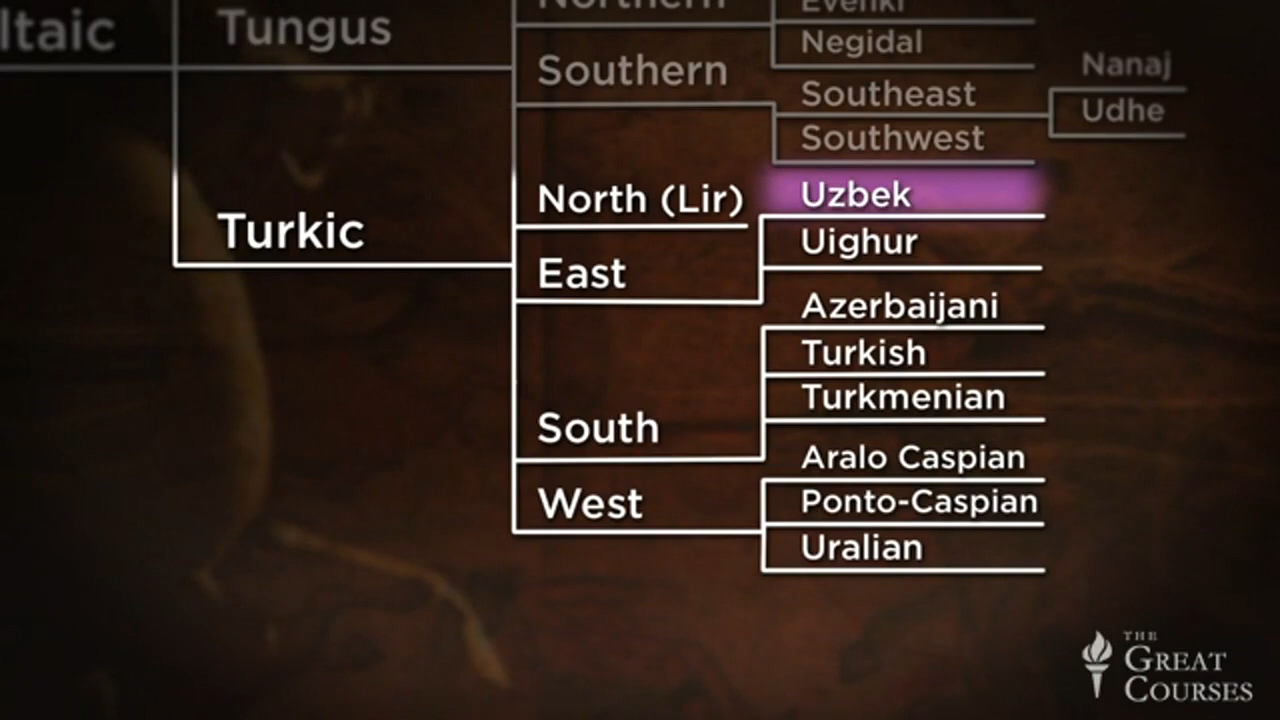 ltaic
Tungus
Northern
Southern
Evenki
Negidal
Southeast
Southwest
Nanaj
Udhe
Turkic
North (Lir)
East
Uzbek
Uighur
South
Azerbaijani
Turkish
Turkmenian
West
Aralo Caspian
Ponto-Caspian
Uralian
THE
GREAT
COURSES